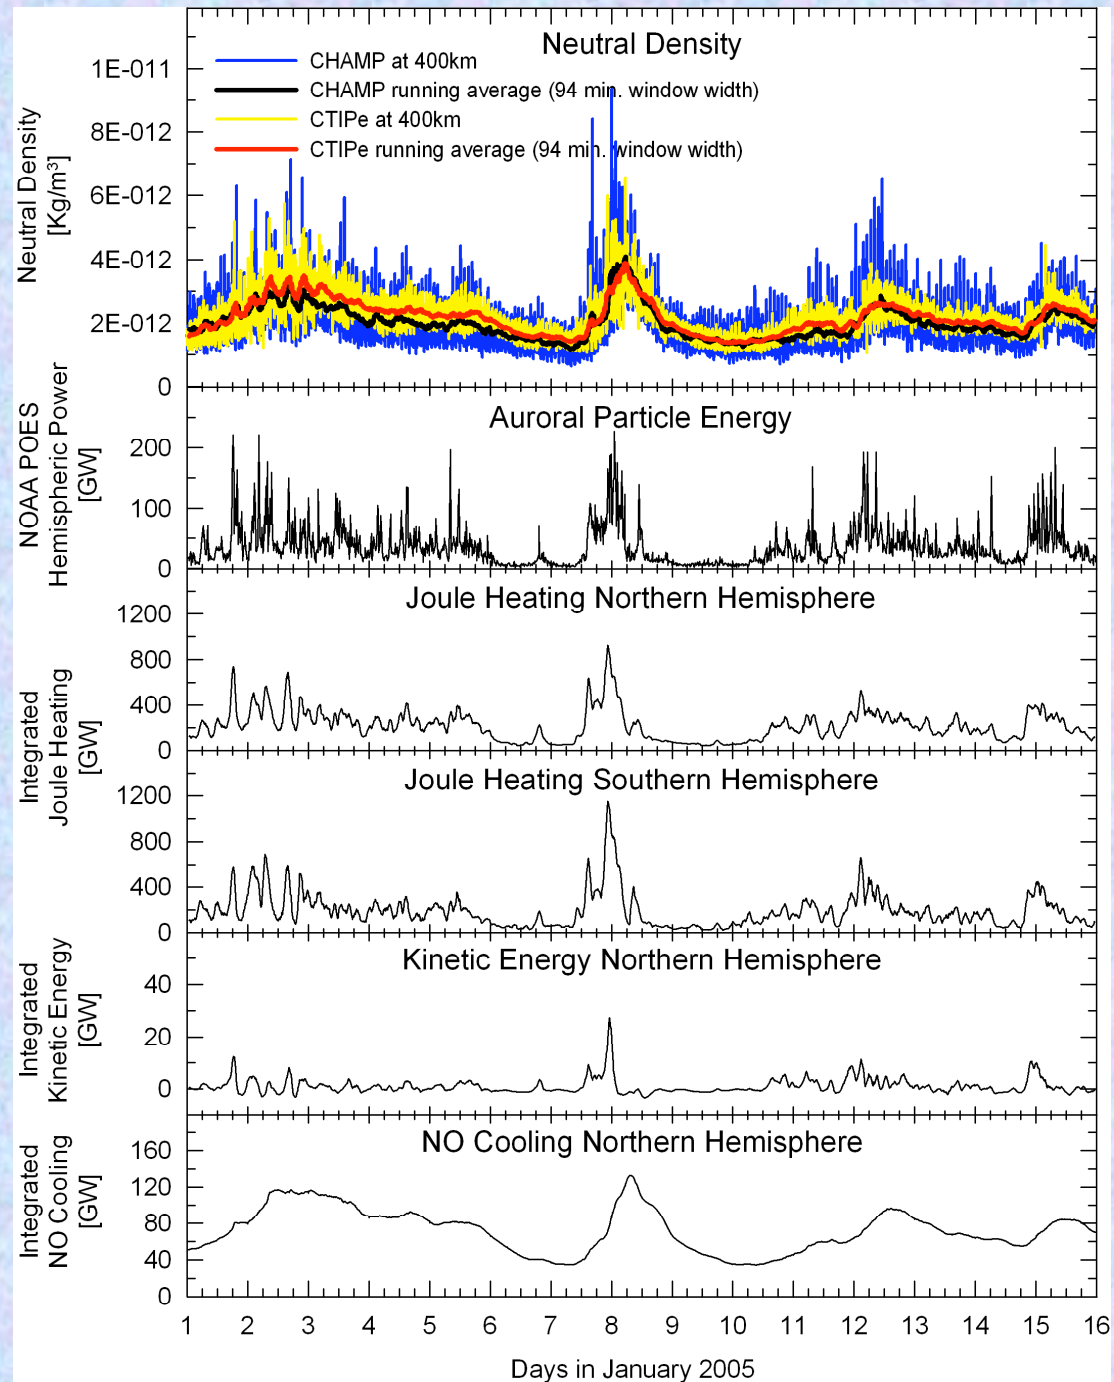 Neutral Density
CHAMP at 400km
CHAMP running average (94 min. window width)
CTIPe at 400km
CTIPe running average (94 min. window width)
Neutral Density
[Kg/m³]
1E-011
8E-012
6E-012
4E-012
2E-012
0
Auroral Particle Energy
NOAA POES
Hemispheric Power
[GW]
200
100
0
Joule Heating Northern Hemisphere
Integrated
Joule Heating
[GW]
1200
800
400
0
Joule Heating Southern Hemisphere
1200
800
400
0
Kinetic Energy Northern Hemisphere
Integrated
Kinetic Energy
[GW]
40
20
0
NO Cooling Northern Hemisphere
Integrated
NO Cooling
[GW]
160
120
80
40
0
1 2 3 4 5 6 7 8 9 10 11 12 13 14 15 16
Days in January 2005